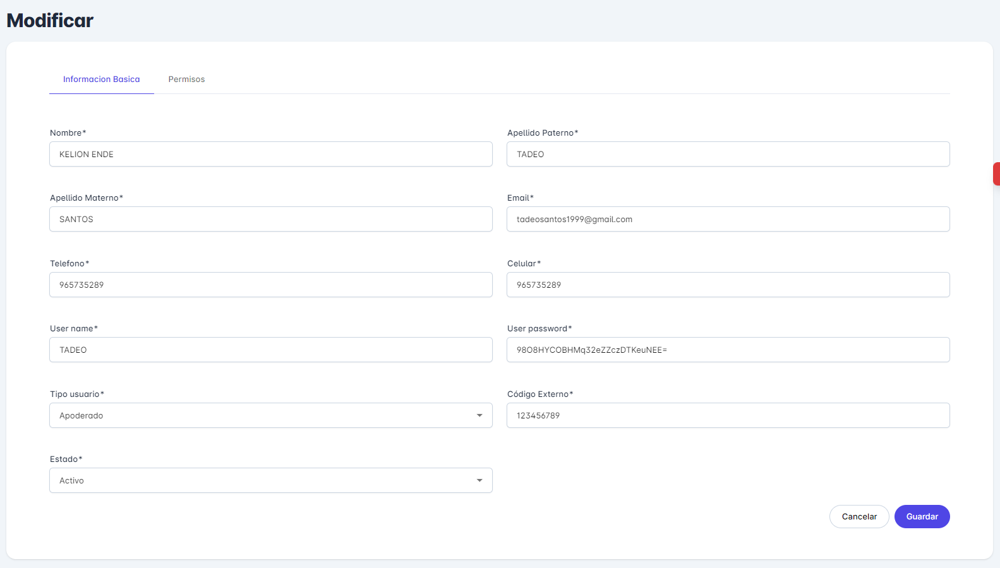 Modificar
Informacion Basica
Permisos
Nombre*
Apellido Paterno*
KELION ENDE
TADEO
Apellido Materno*
Email*
SANTOS
tadeosantos1999@gmail.com
Telefono*
Celular*
965735289
965735289
User name*
User password*
TADEO
98O8HYCOBHMq32eZZczDTKeuNEE=
Tipo usuario*
Código Externo*
Apoderado
123456789
Estado*
Activo
Cancelar
Guardar